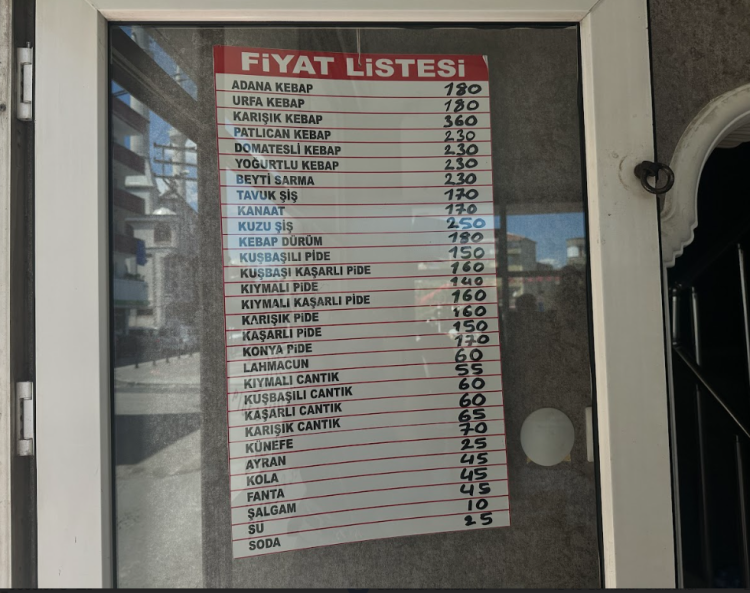 FİYAT LİSTESİ
ADANA KEBAP 180
URFA KEBAP 180
KARIŞIK KEBAP 360
PATLICAN KEBAP 230
DOMATESLİ KEBAP 230
YOĞURTLU KEBAP 230
BEYTİ SARMA 230
TAVUK ŞİŞ 170
KANAAT 170
KUZU ŞİŞ 250
KEBAP DÜRÜM 180
KUŞBAŞILI PİDE 150
KUŞBAŞI KAŞARLI PİDE 160
KIYMALI PİDE 140
KIYMALI KAŞARLI PİDE 160
KARIŞIK PİDE 160
KAŞARLI PİDE 150
KONYA PİDE 170
LAHMACUN 60
KIYMALI CANTIK 55
KUŞBAŞILI CANTIK 60
KAŞARLI CANTIK 60
KARIŞIK CANTIK 65
KÜNEFE 70
AYRAN 25
KOLA 45
FANTA 45
ŞALGAM 45
SU 10
SODA 25